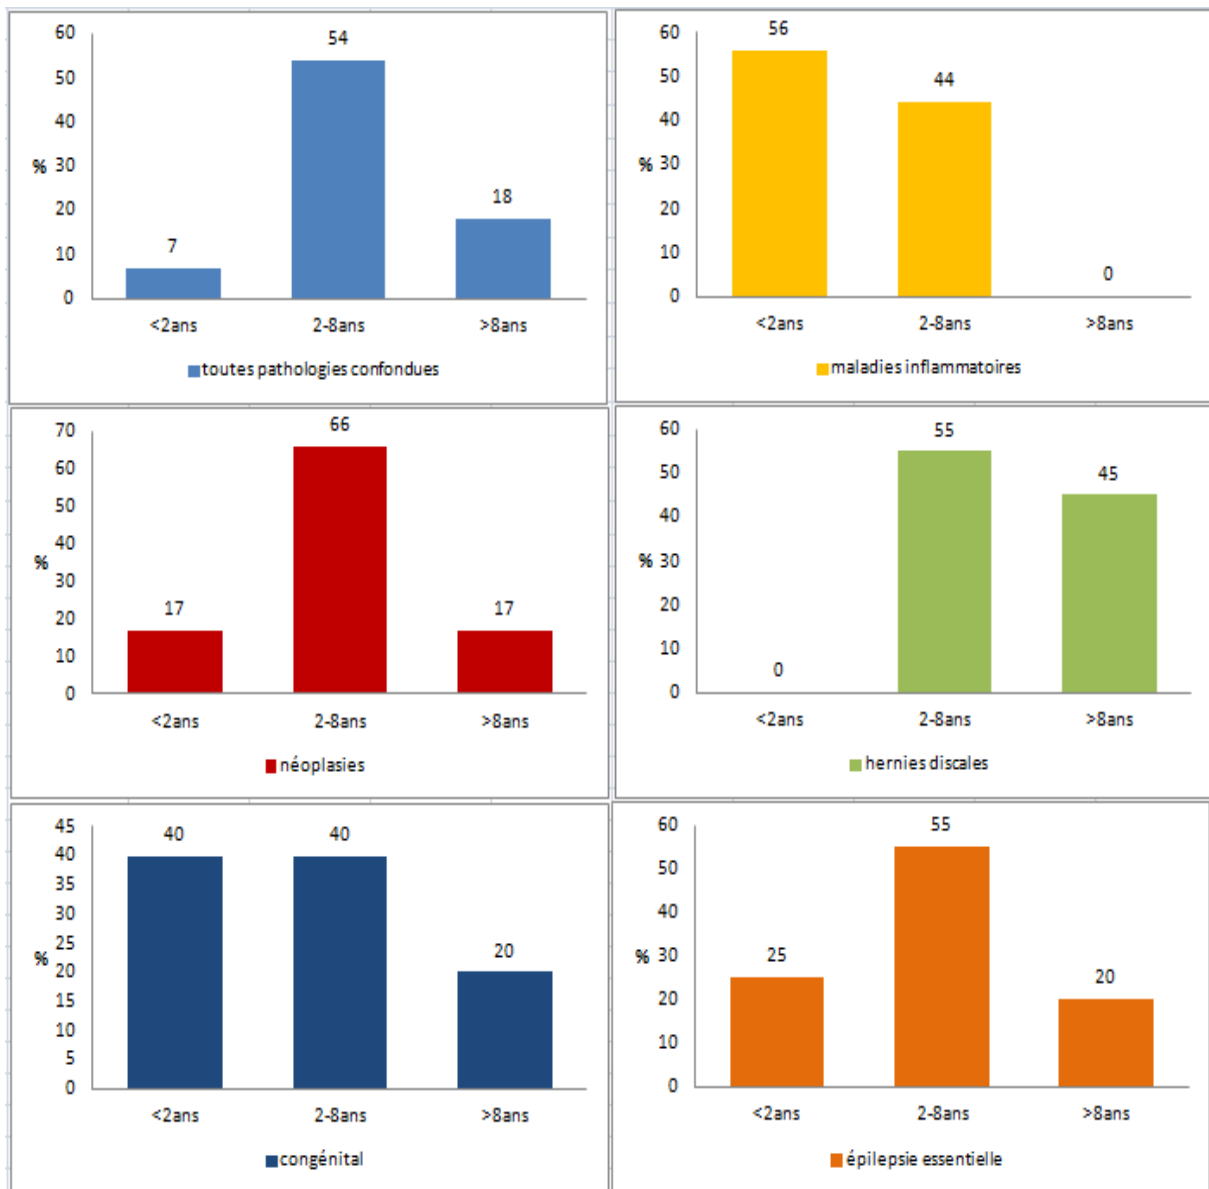 60
50
40
30
20
10
0
%
54
18
7
<2ans
2-8ans
>8ans
toutes pathologies confondues
60
50
40
30
20
10
0
%
56
44
0
<2ans
2-8ans
>8ans
maladies inflammatoires
70
60
50
40
30
20
10
0
%
17
66
17
<2ans
2-8ans
>8ans
néoplasies
60
50
40
30
20
10
0
%
0
55
45
<2ans
2-8ans
>8ans
hernies discales
45
40
35
30
25
20
15
10
5
0
%
40
40
20
<2ans
2-8ans
>8ans
congénital
60
50
40
30
20
10
0
%
25
55
20
<2ans
2-8ans
>8ans
épilepsie essentielle